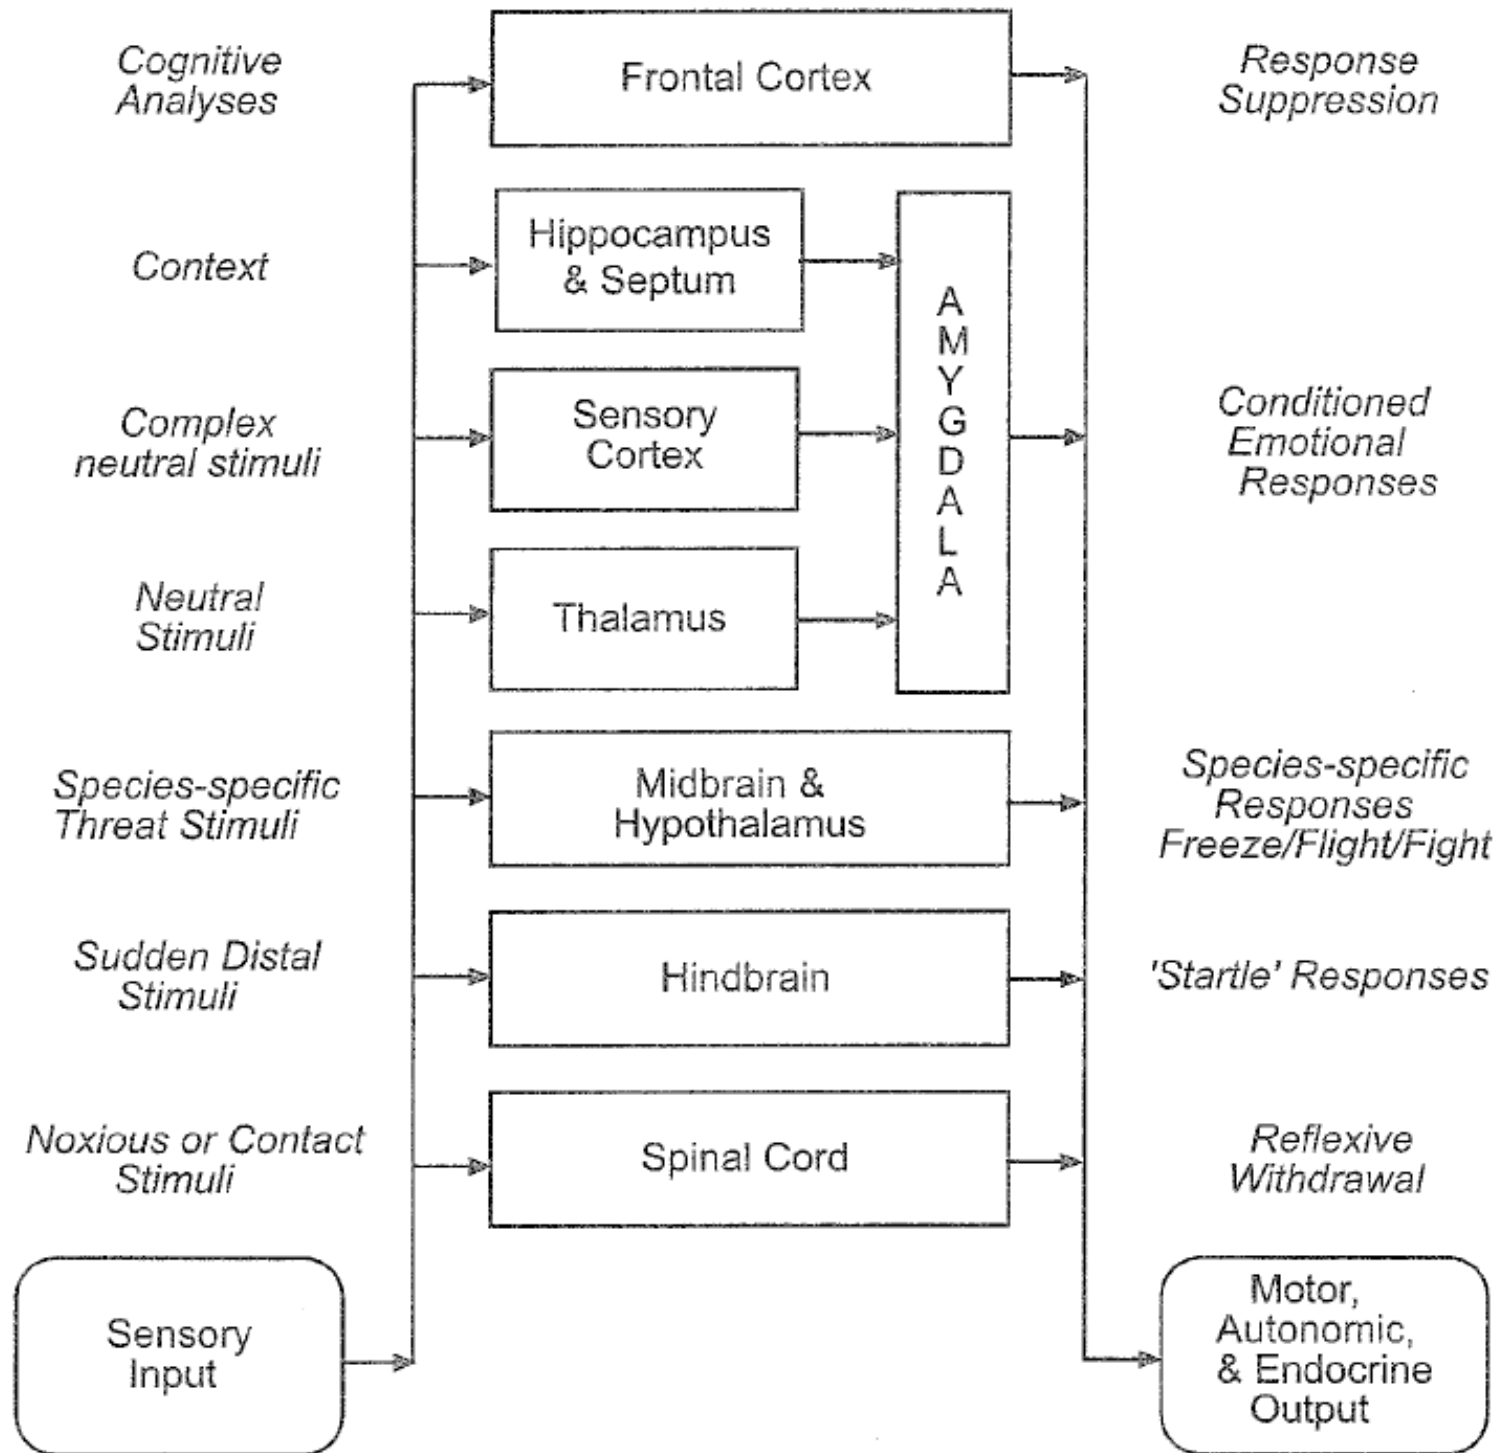 Cognitive
Analyses
Frontal Cortex
Response
Suppression
Context
Hippocampus
& Septum
AMYGDALA
Complex
neutral stimuli
Sensory
Cortex
Conditioned
Emotional
Responses
Neutral
Stimuli
Thalamus
Species-specific
Threat Stimuli
Midbrain &
Hypothalamus
Species-specific
Responses
Freeze/Flight/Fight
Sudden Distal
Stimuli
Hindbrain
'Startle' Responses
Noxious or Contact
Stimuli
Spinal Cord
Reflexive
Withdrawal
Sensory
Input
Motor,
Autonomic,
& Endocrine
Output